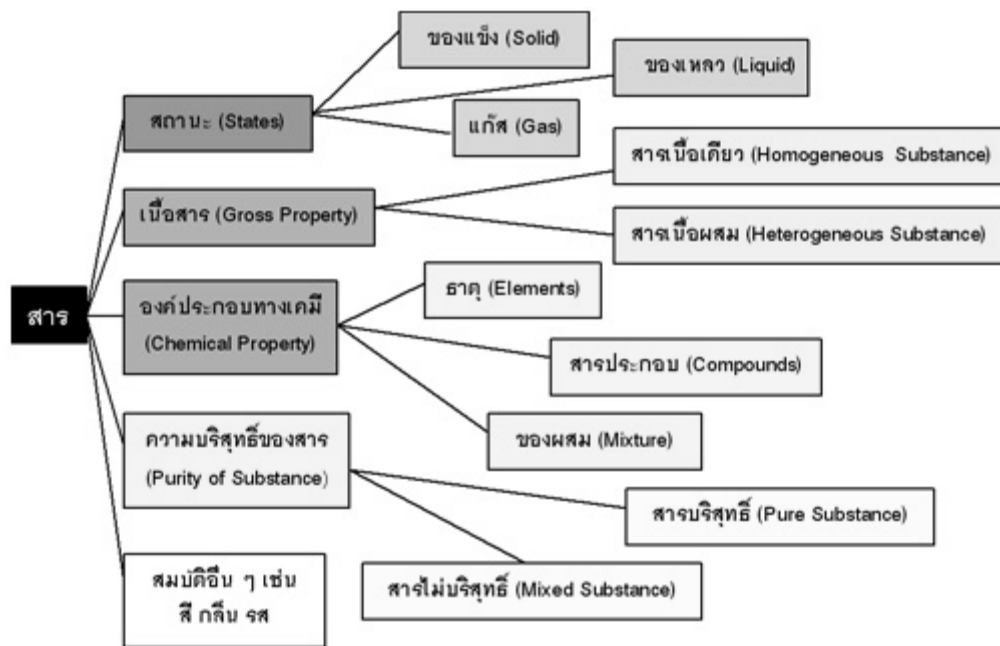 ของแข็ง (Solid)
ของเหลว (Liquid)
สถานะ (States)
แก๊ส (Gas)
สารเนื้อเดียว (Homogeneous Substance)
เนื้อสาร (Gross Property)
สารเนื้อผสม (Heterogeneous Substance)
ธาตุ (Elements)
สาร
องค์ประกอบทางเคมี
(Chemical Property)
สารประกอบ (Compounds)
ของผสม (Mixture)
ความบริสุทธิ์ของสาร
(Purity of Substance)
สารบริสุทธิ์ (Pure Substance)
สารไม่บริสุทธิ์ (Mixed Substance)
สมบัติอื่น ๆ เช่น
สี กลิ่น รส